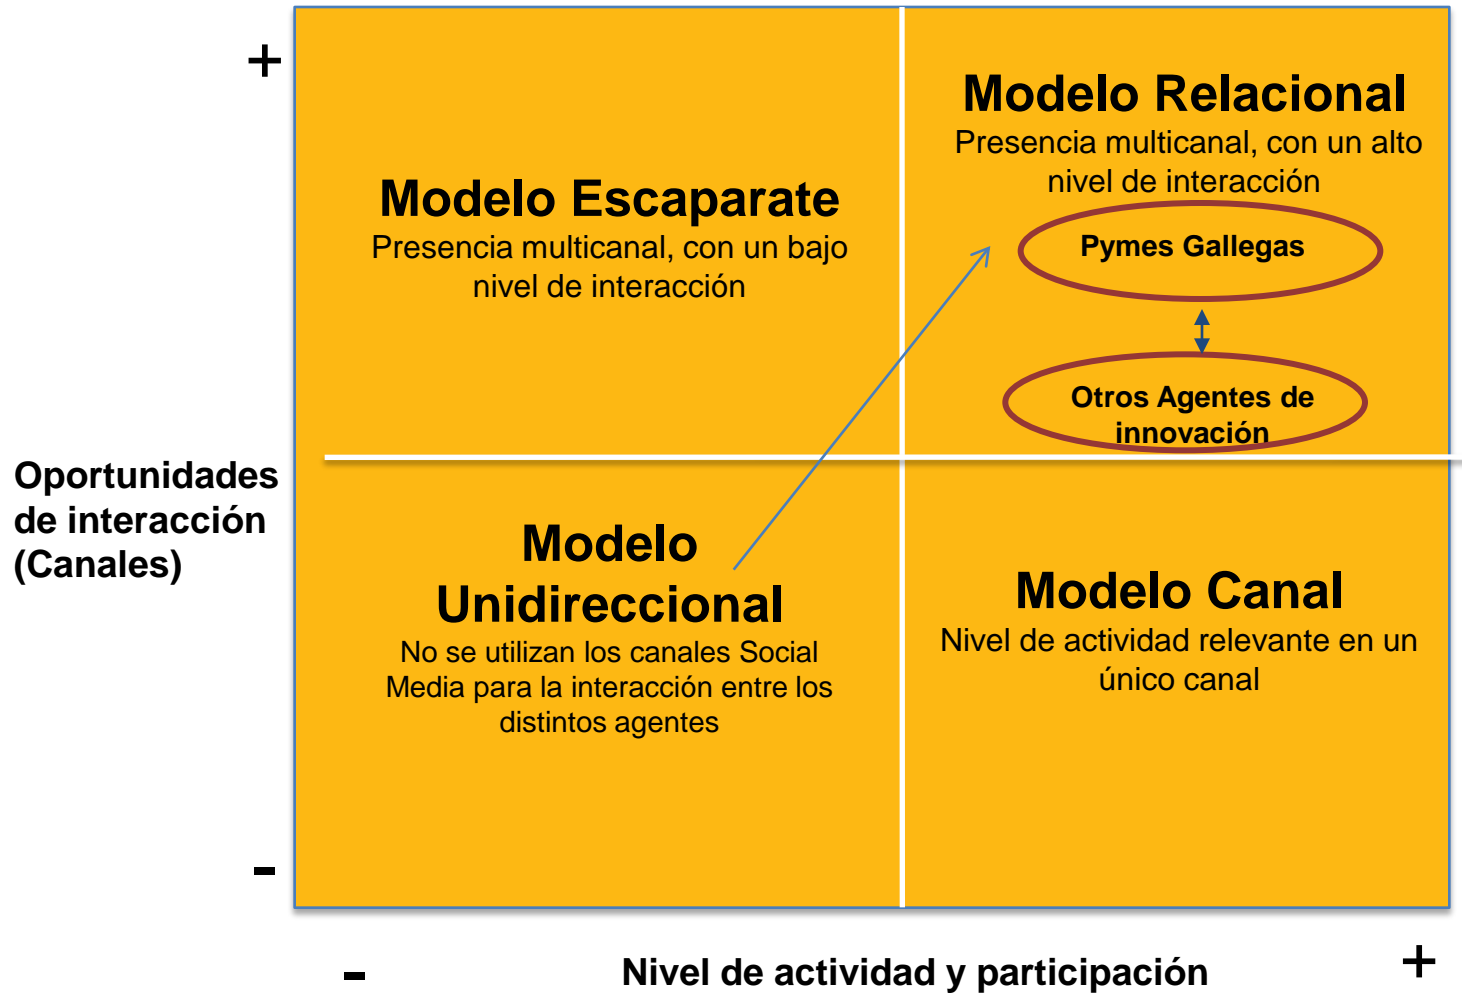 +
Modelo Escaparate
Presencia multicanal, con un bajo
nivel de interacción
Modelo Relacional
Presencia multicanal, con un alto
nivel de interacción
Pymes Gallegas
Otros Agentes de
innovación
Oportunidades
de interacción
(Canales)
Modelo
Unidireccional
No se utilizan los canales Social
Media para la interacción entre los
distintos agentes
Modelo Canal
Nivel de actividad relevante en un
único canal
-
-
Nivel de actividad y participación
+